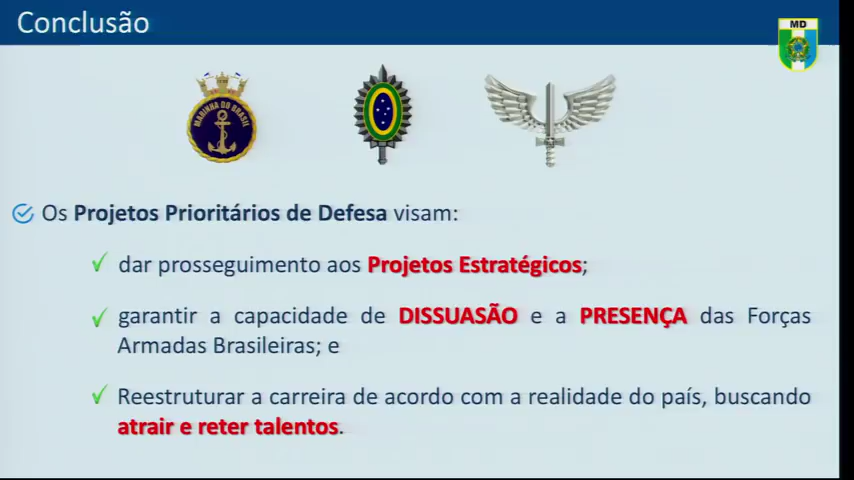 Conclusão
MD
MARINHA DO BRASIL
Os Projetos Prioritários de Defesa visam:
dar prosseguimento aos Projetos Estratégicos;
garantir a capacidade de DISSUASÃO e a PRESENÇA das Forças
Armadas Brasileiras; e
Reestruturar a carreira de acordo com a realidade do país, buscando
atrair e reter talentos.